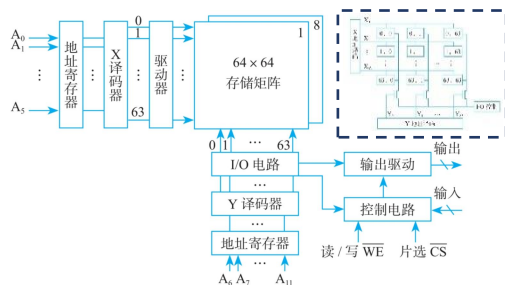 A₀
A₁
⋮
A₅
地址寄存器
⋮
X译码器
0
1
⋮
63
驱动器
⋮
8
1
64×64
存储矩阵
0 1 … 63
I/O 电路
Y 译码器
…
地址寄存器
…
A₆ A₇ A₁₁
输出驱动
输出
控制电路
输入
读 / 写 W̅E̅
片选 C̅S̅
I/O 控制